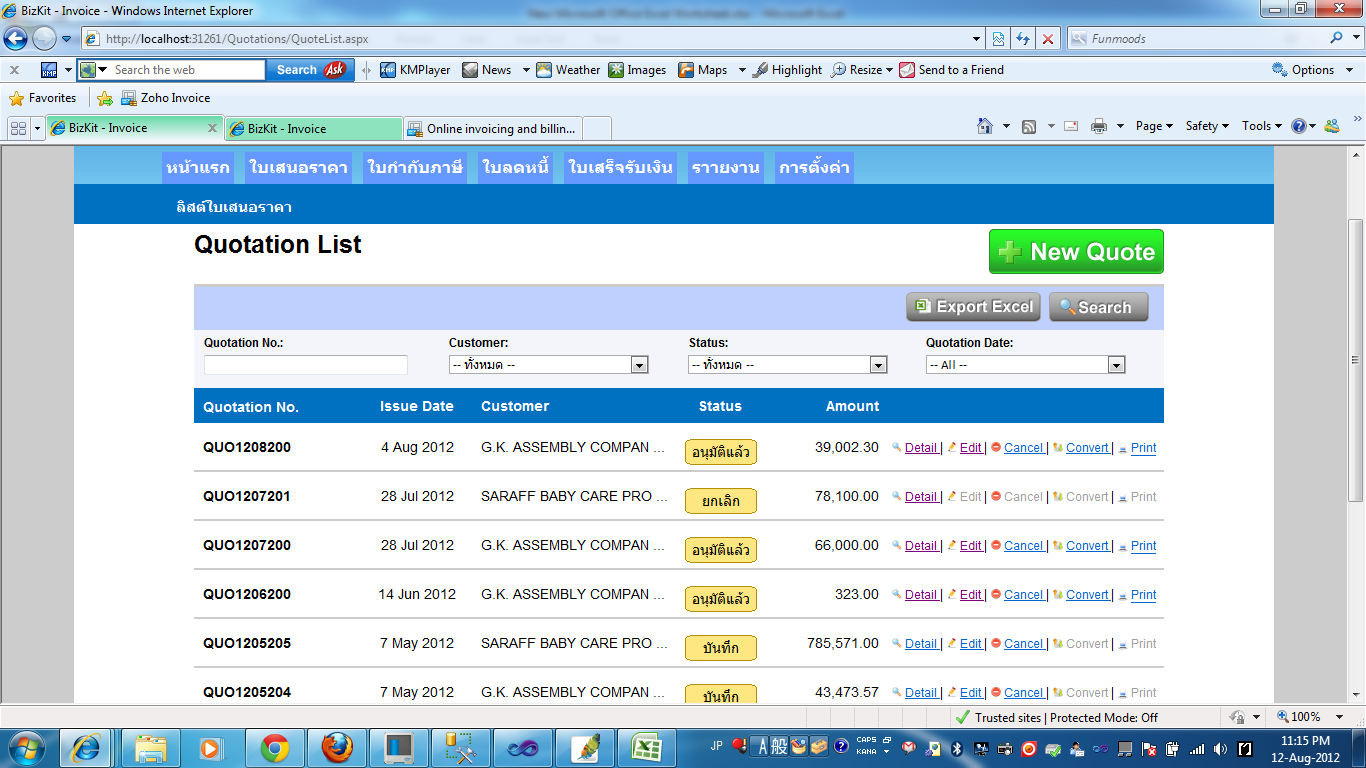 BizKit - Invoice - Windows Internet Explorer
http://localhost:31261/Quotations/QuoteList.aspx
Funmoods
x KMP Search the web Search Ask KMPlayer News Weather Images Maps Highlight Resize Send to a Friend Options
Favorites Zoho Invoice
BizKit - Invoice BizKit - Invoice Online invoicing and billin... Page Safety Tools
หน้าแรก ใบเสนอราคา ใบกำกับภาษี ใบลดหนี้ ใบเสร็จรับเงิน ราายงาน การตั้งค่า
ลิสต์ใบเสนอราคา
Quotation List New Quote
Export Excel Search
Quotation No.: Customer: Status: Quotation Date:
-- ทั้งหมด -- -- ทั้งหมด -- -- All --
Quotation No. Issue Date Customer Status Amount
QUO1208200 4 Aug 2012 G.K. ASSEMBLY COMPAN ... อนุมัติแล้ว 39,002.30 Detail | Edit | Cancel | Convert | Print
QUO1207201 28 Jul 2012 SARAFF BABY CARE PRO ... ยกเลิก 78,100.00 Detail | Edit | Cancel | Convert | Print
QUO1207200 28 Jul 2012 G.K. ASSEMBLY COMPAN ... อนุมัติแล้ว 66,000.00 Detail | Edit | Cancel | Convert | Print
QUO1206200 14 Jun 2012 G.K. ASSEMBLY COMPAN ... อนุมัติแล้ว 323.00 Detail | Edit | Cancel | Convert | Print
QUO1205205 7 May 2012 SARAFF BABY CARE PRO ... บันทึก 785,571.00 Detail | Edit | Cancel | Convert | Print
QUO1205204 7 May 2012 G.K. ASSEMBLY COMPAN ... บันทึก 43,473.57 Detail | Edit | Cancel | Convert | Print
Trusted sites | Protected Mode: Off 100%
JP A 般 CAPS KANA 11:15 PM
12-Aug-2012